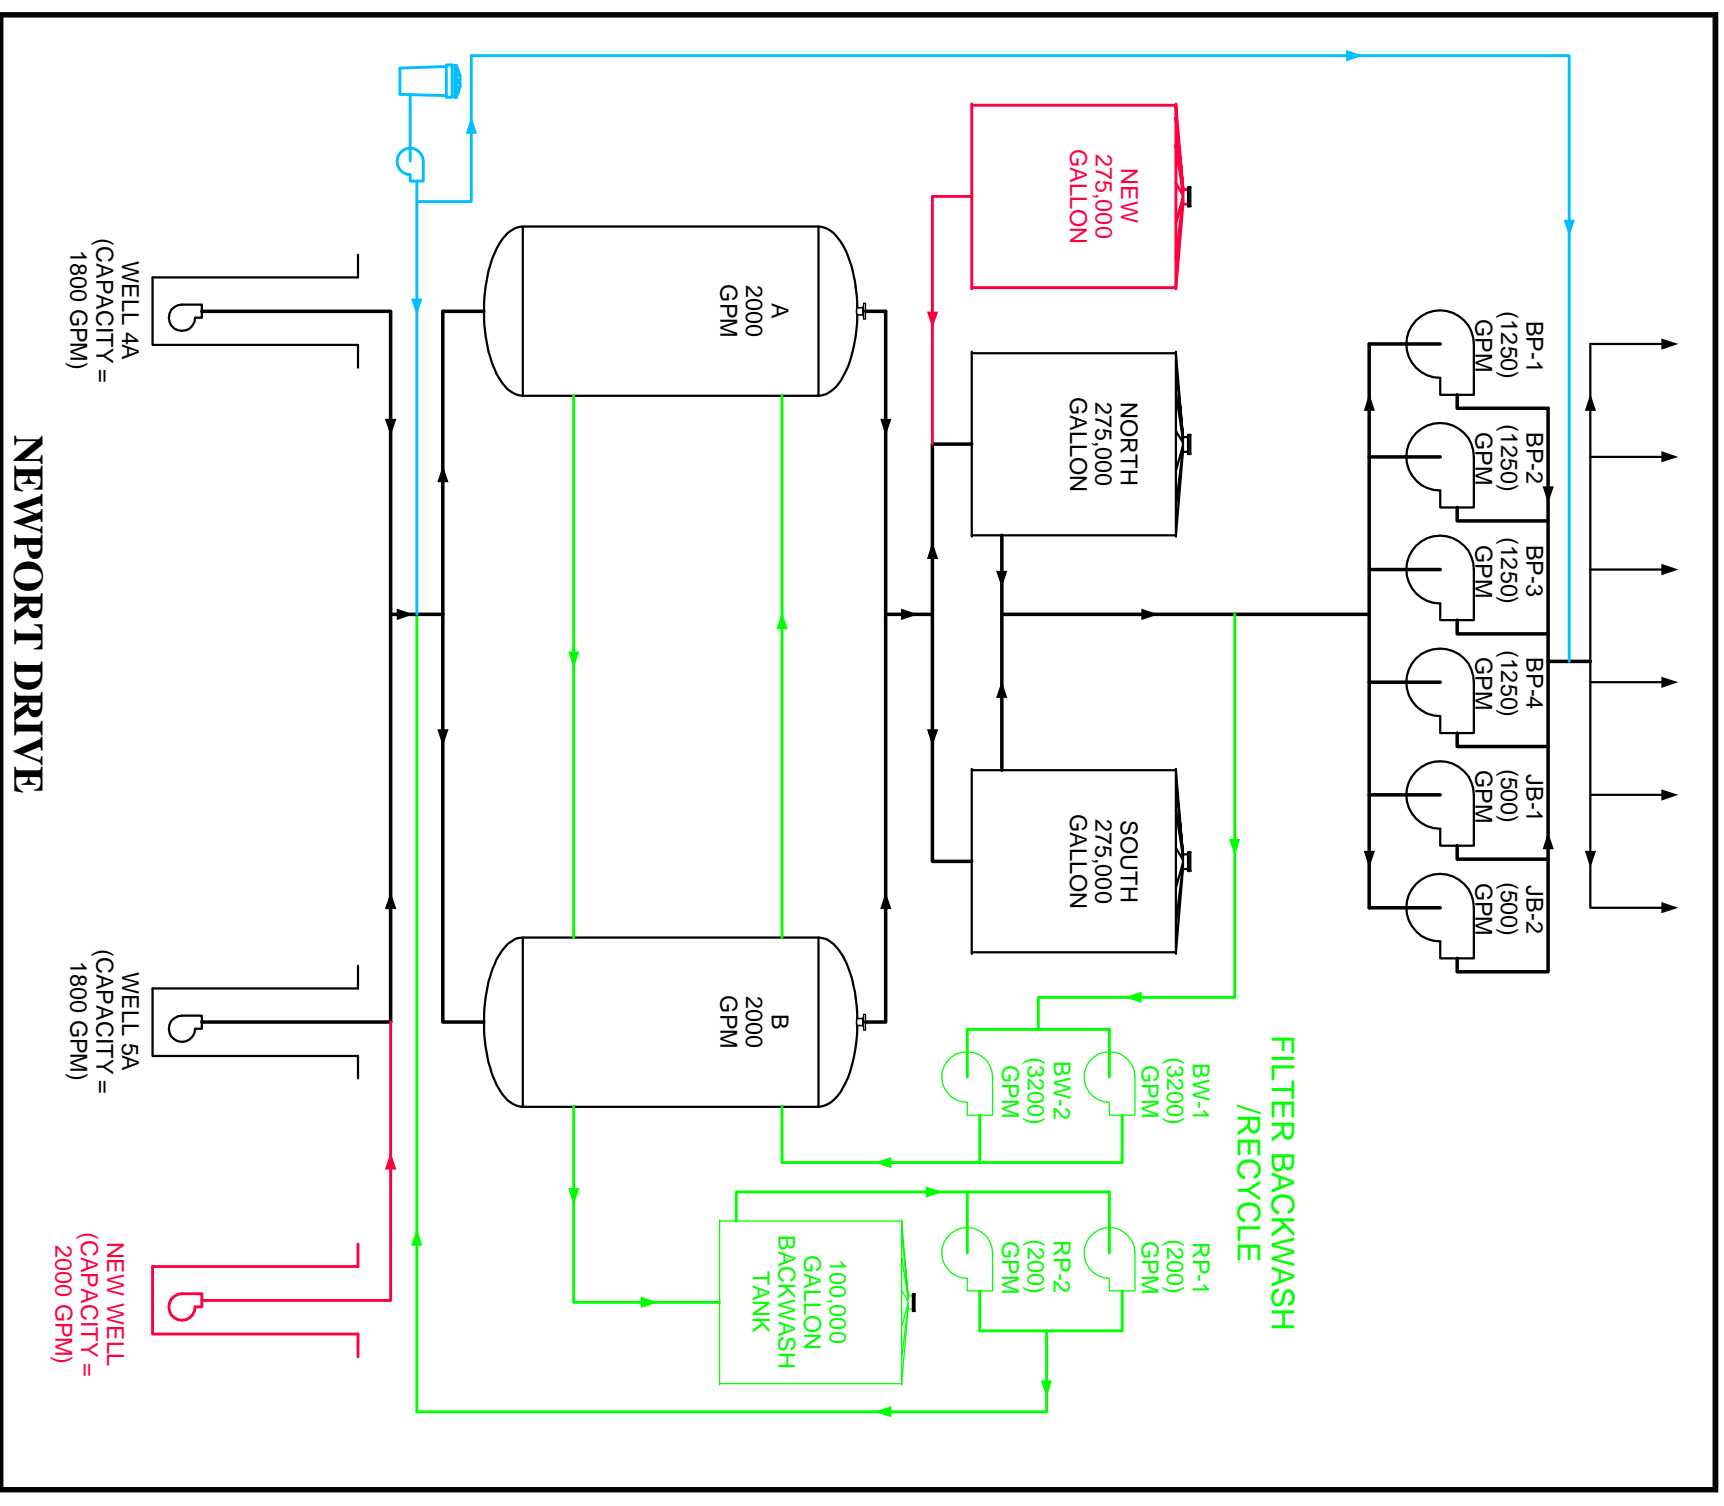 BP-1
(1250)
GPM
BP-2
(1250)
GPM
BP-3
(1250)
GPM
BP-4
(1250)
GPM
JB-1
(500)
GPM
JB-2
(500)
GPM
NEW
275,000
GALLON
NORTH
275,000
GALLON
SOUTH
275,000
GALLON
FILTER BACKWASH
/RECYCLE
BW-1
(3200)
GPM
BW-2
(3200)
GPM
RP-1
(200)
GPM
RP-2
(200)
GPM
A
2000
GPM
B
2000
GPM
100,000
GALLON
BACKWASH
TANK
WELL 4A
(CAPACITY =
1800 GPM)
WELL 5A
(CAPACITY =
1800 GPM)
NEW WELL
(CAPACITY =
2000 GPM)
NEWPORT DRIVE